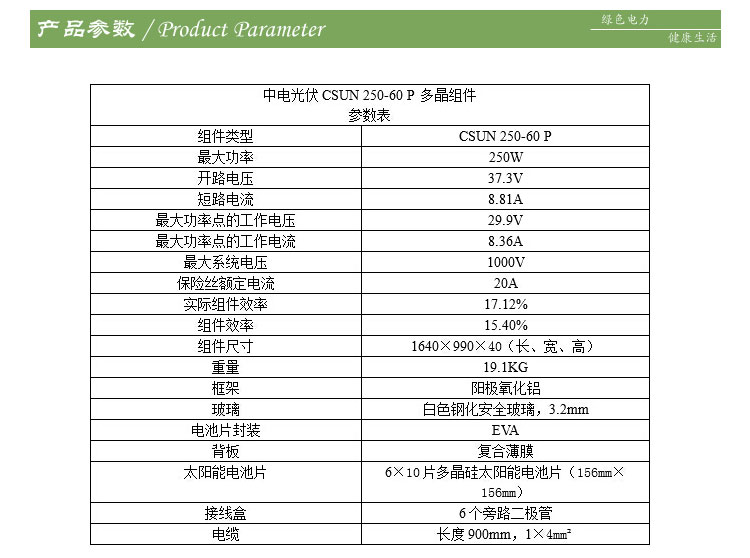 产品参数 / Product Parameter
绿色电力
健康生活
中电光伏 CSUN 250-60 P 多晶组件
参数表
组件类型 CSUN 250-60 P
最大功率 250W
开路电压 37.3V
短路电流 8.81A
最大功率点的工作电压 29.9V
最大功率点的工作电流 8.36A
最大系统电压 1000V
保险丝额定电流 20A
实际组件效率 17.12%
组件效率 15.40%
组件尺寸 1640×990×40（长、宽、高）
重量 19.1KG
框架 阳极氧化铝
玻璃 白色钢化安全玻璃，3.2mm
电池片封装 EVA
背板 复合薄膜
太阳能电池片 6×10 片多晶硅太阳能电池片（156mm×
156mm）
接线盒 6 个旁路二极管
电缆 长度 900mm，1×4mm²